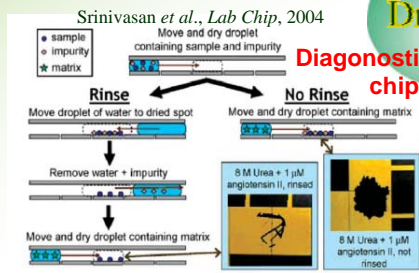 Srinivasan et al., Lab Chip, 2004
sample
impurity
matrix
Move and dry droplet
containing sample and impurity
Diagonosti
chip
Rinse
No Rinse
Move droplet of water to dried spot
Move and dry droplet containing matrix
Remove water + impurity
8 M Urea + 1 μM
angiotensin II, rinsed
Move and dry droplet containing matrix
8 M Urea + 1 μM
angiotensin II, not
rinsed